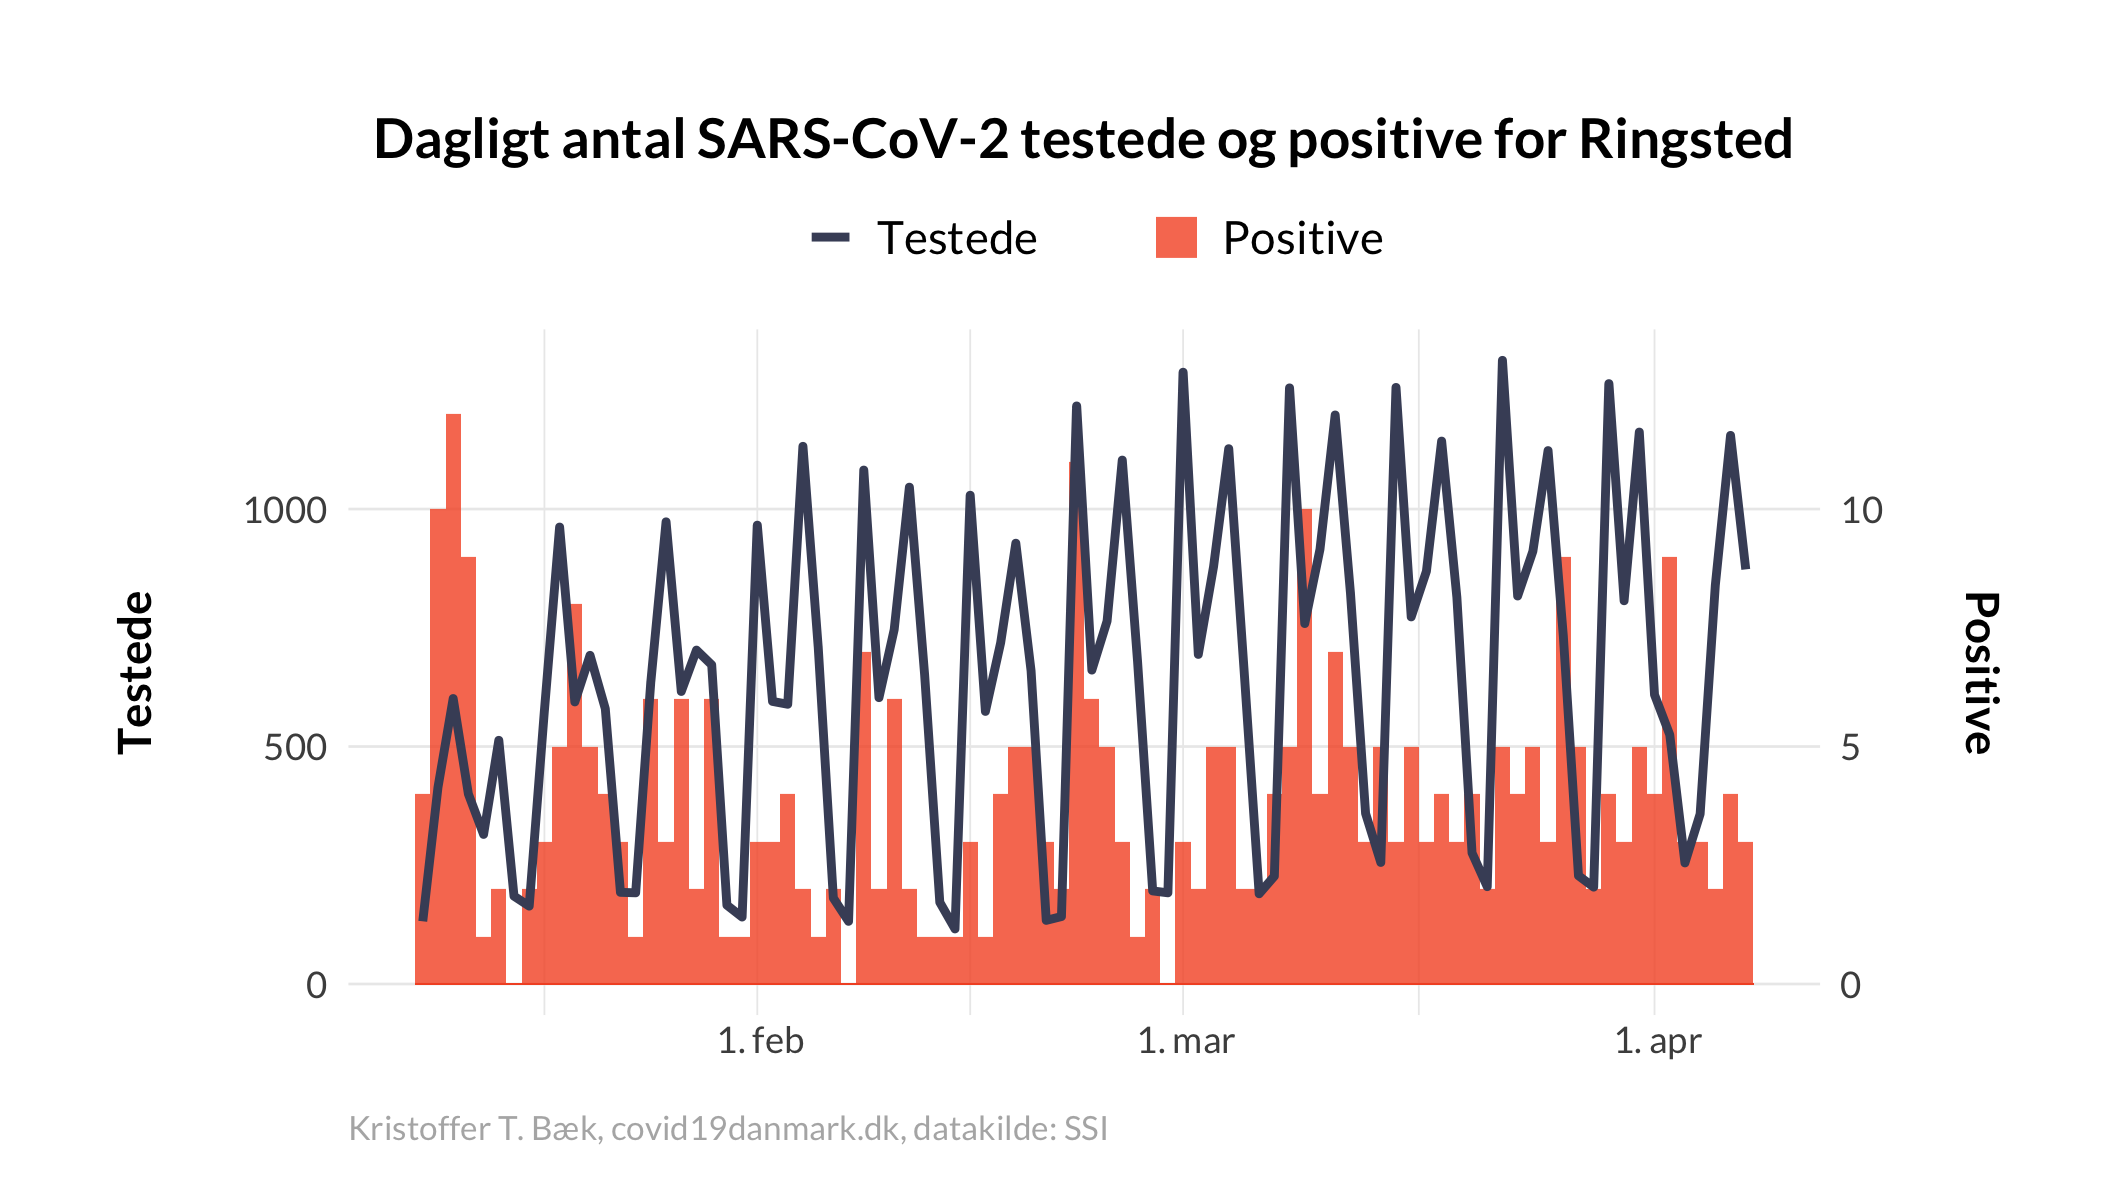 Dagligt antal SARS-CoV-2 testede og positive for Ringsted
Testede
Positive
1000
500
0
Testede
10
5
0
Positive
1. feb
1. mar
1. apr
Kristoffer T. Bæk, covid19danmark.dk, datakilde: SSI